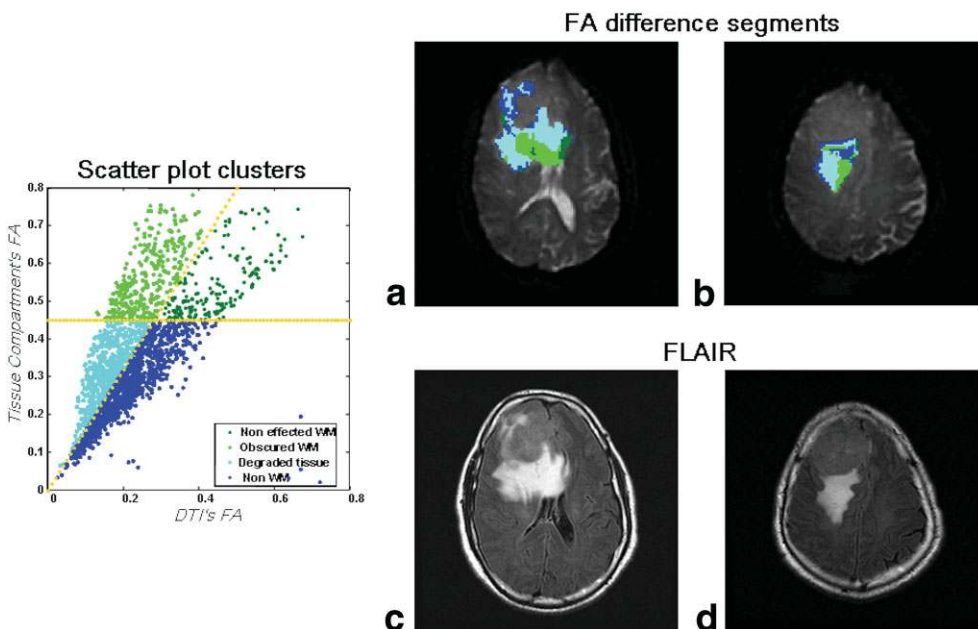 FA difference segments
a
b
Scatter plot clusters
Tissue Compartment's FA
0.8
0.7
0.6
0.5
0.4
0.3
0.2
0.1
0
Non effected WM
Obscured WM
Degraded tissue
Non WM
0 0.2 0.4 0.6 0.8
DTI's FA
FLAIR
c
d